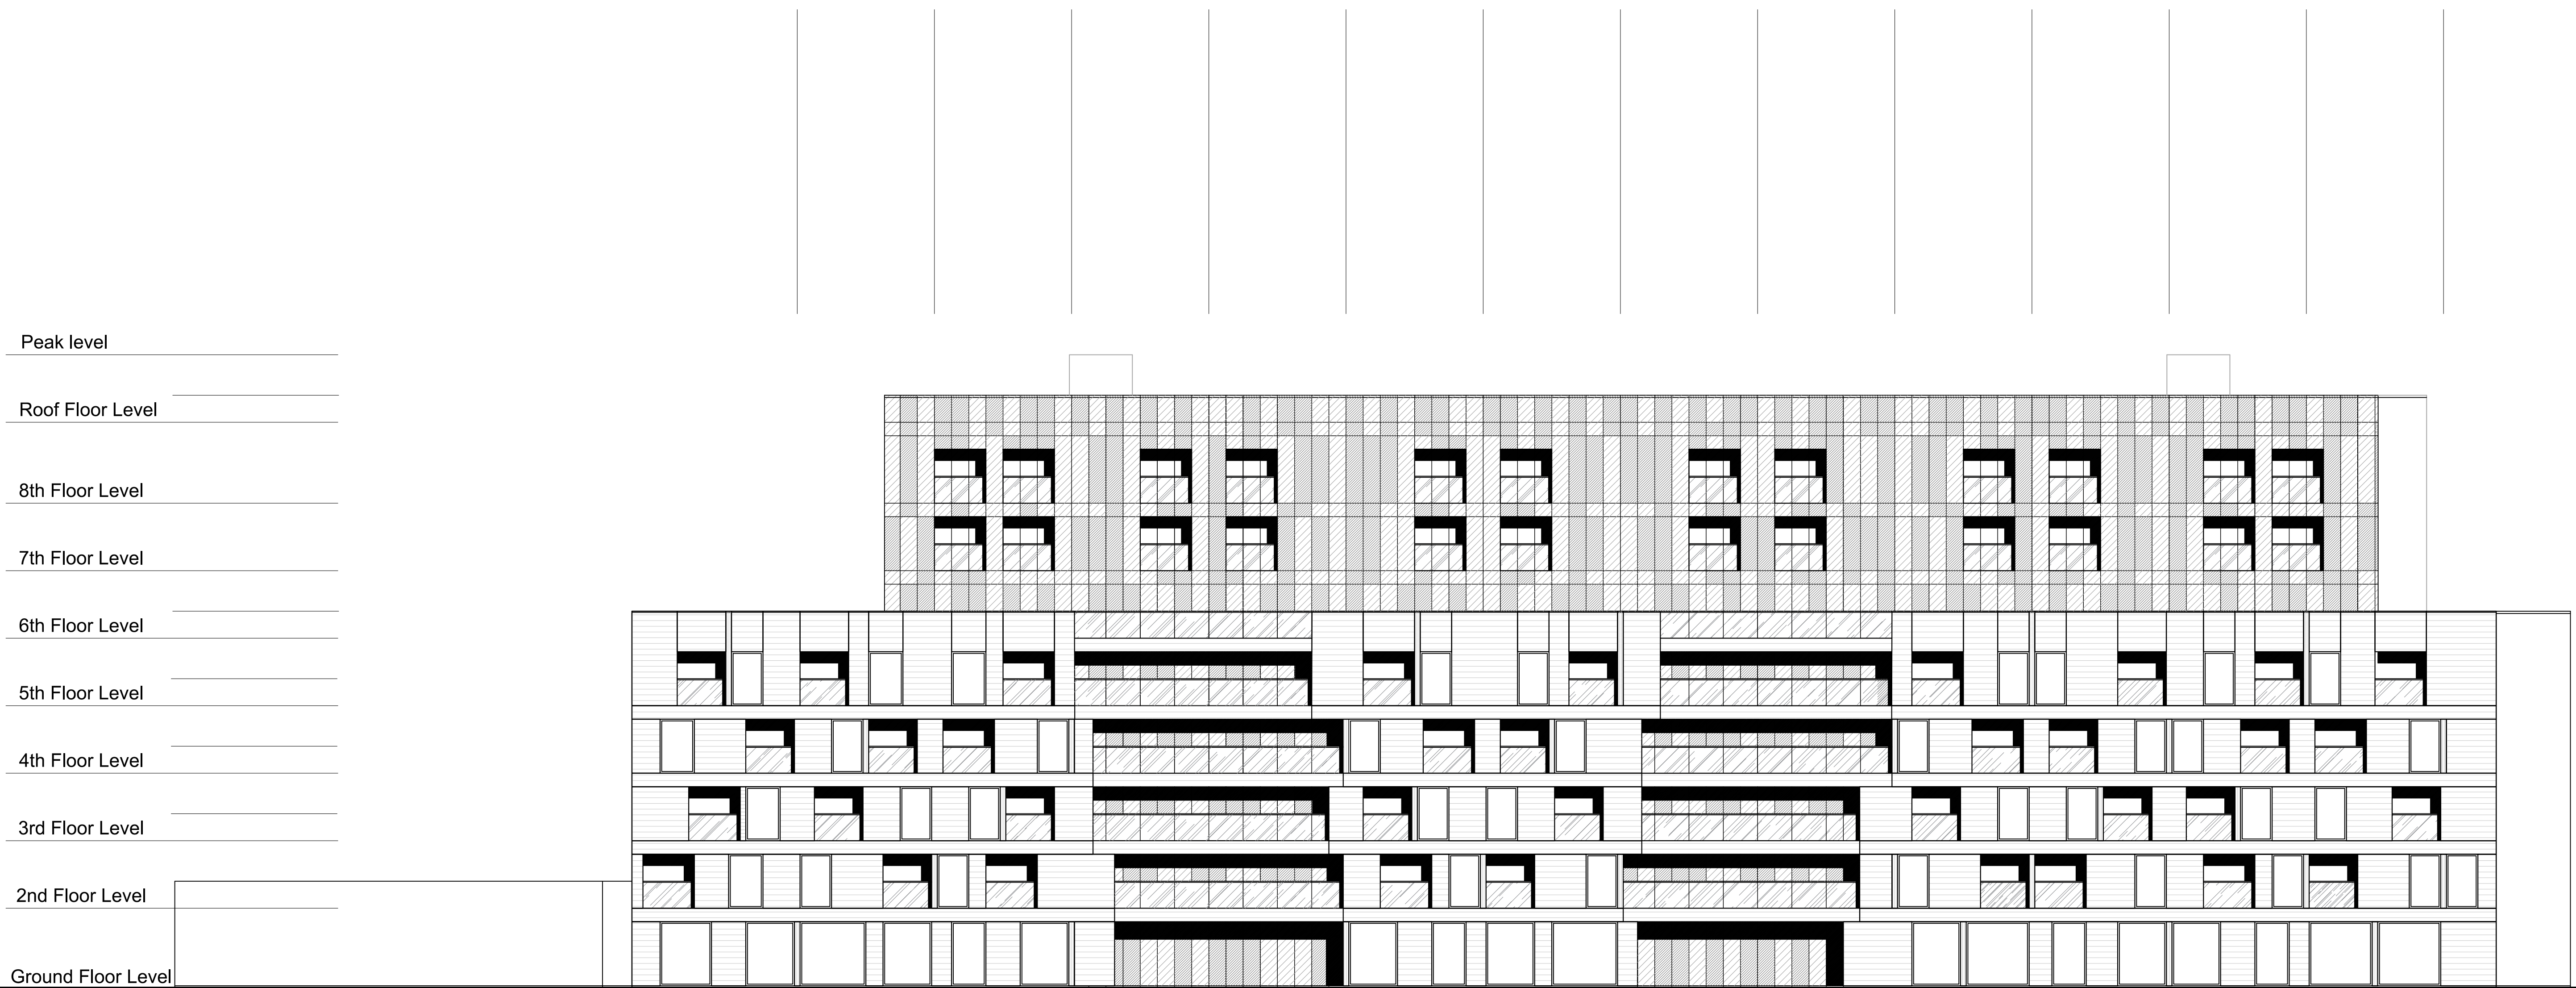 Peak level
Roof Floor Level
8th Floor Level
7th Floor Level
6th Floor Level
5th Floor Level
4th Floor Level
3rd Floor Level
2nd Floor Level
Ground Floor Level